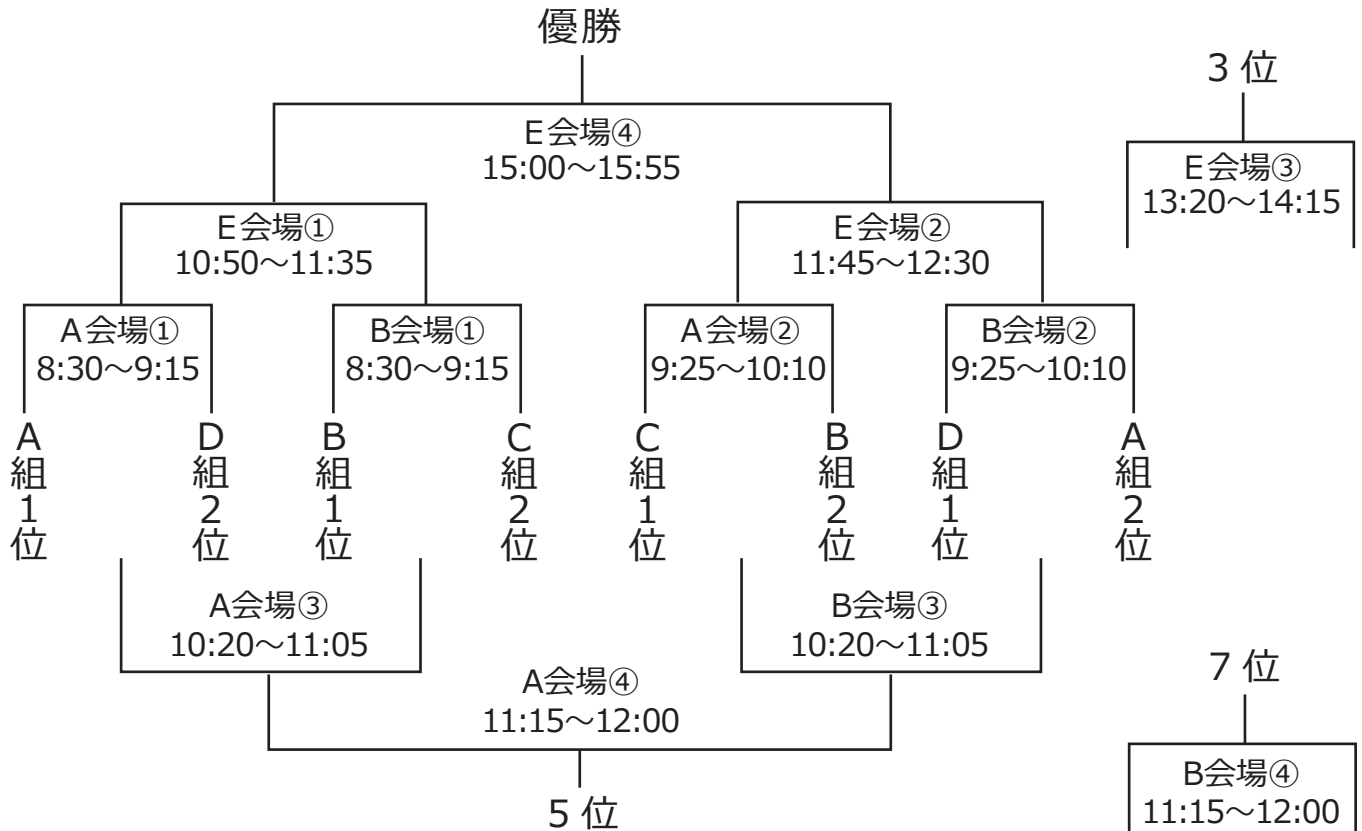 優勝
3 位
E会場④
15:00～15:55
E会場③
13:20～14:15
E会場①
10:50～11:35
E会場②
11:45～12:30
A会場①
8:30～9:15
B会場①
8:30～9:15
A会場②
9:25～10:10
B会場②
9:25～10:10
A組1位
D組2位
B組1位
C組2位
C組1位
B組2位
D組1位
A組2位
A会場③
10:20～11:05
B会場③
10:20～11:05
A会場④
11:15～12:00
7 位
B会場④
11:15～12:00
5 位